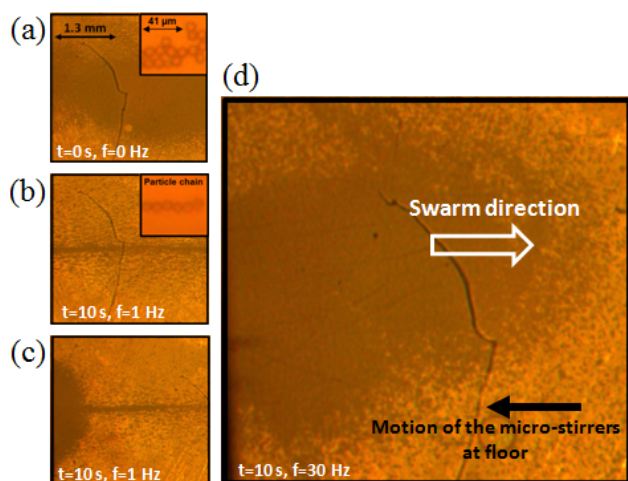 (a)
1.3 mm
41 µm
t=0 s, f=0 Hz
(b)
Particle chain
t=10 s, f=1 Hz
(c)
t=10 s, f=1 Hz
(d)
Swarm direction
Motion of the micro-stirrers
at floor
t=10 s, f=30 Hz